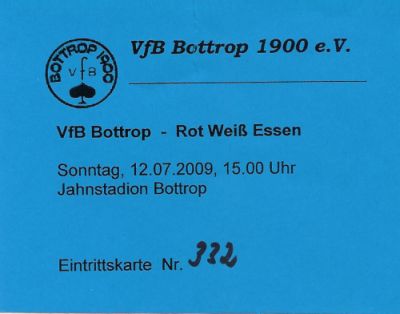 BOTTROP 1900
VfB
VfB Bottrop 1900 e.V.
VfB Bottrop - Rot Weiß Essen
Sonntag, 12.07.2009, 15.00 Uhr
Jahnstadion Bottrop
Eintrittskarte Nr. 332